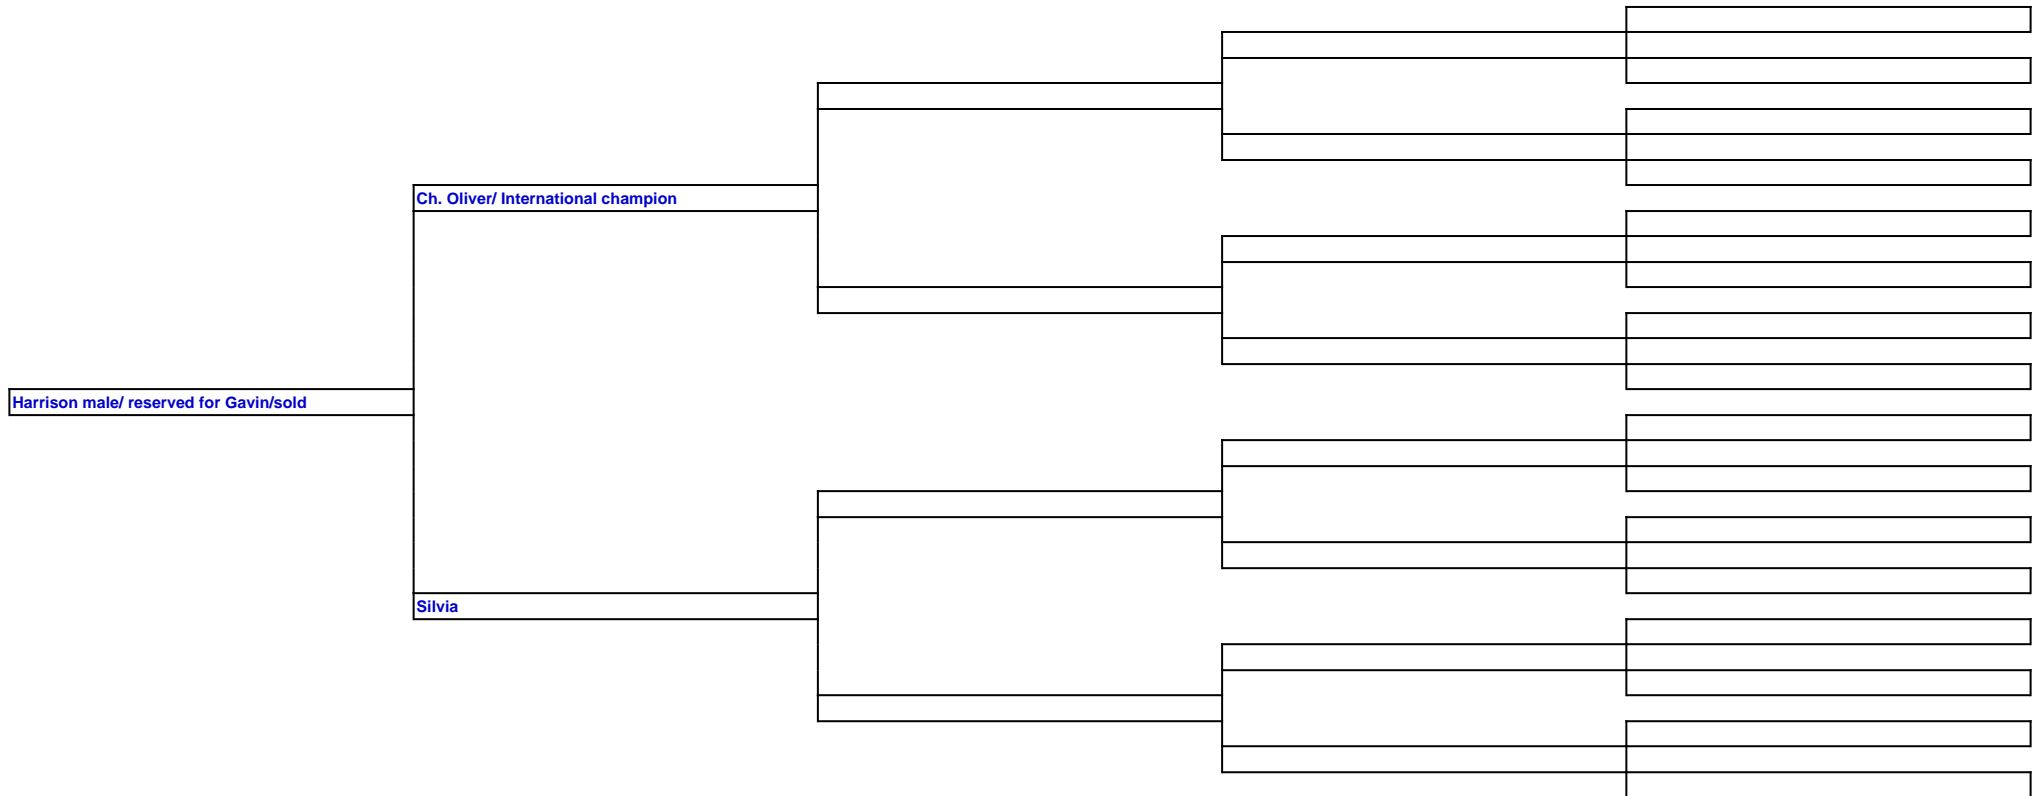 Ch. Oliver/ International champion
Harrison male/ reserved for Gavin/sold
Silvia